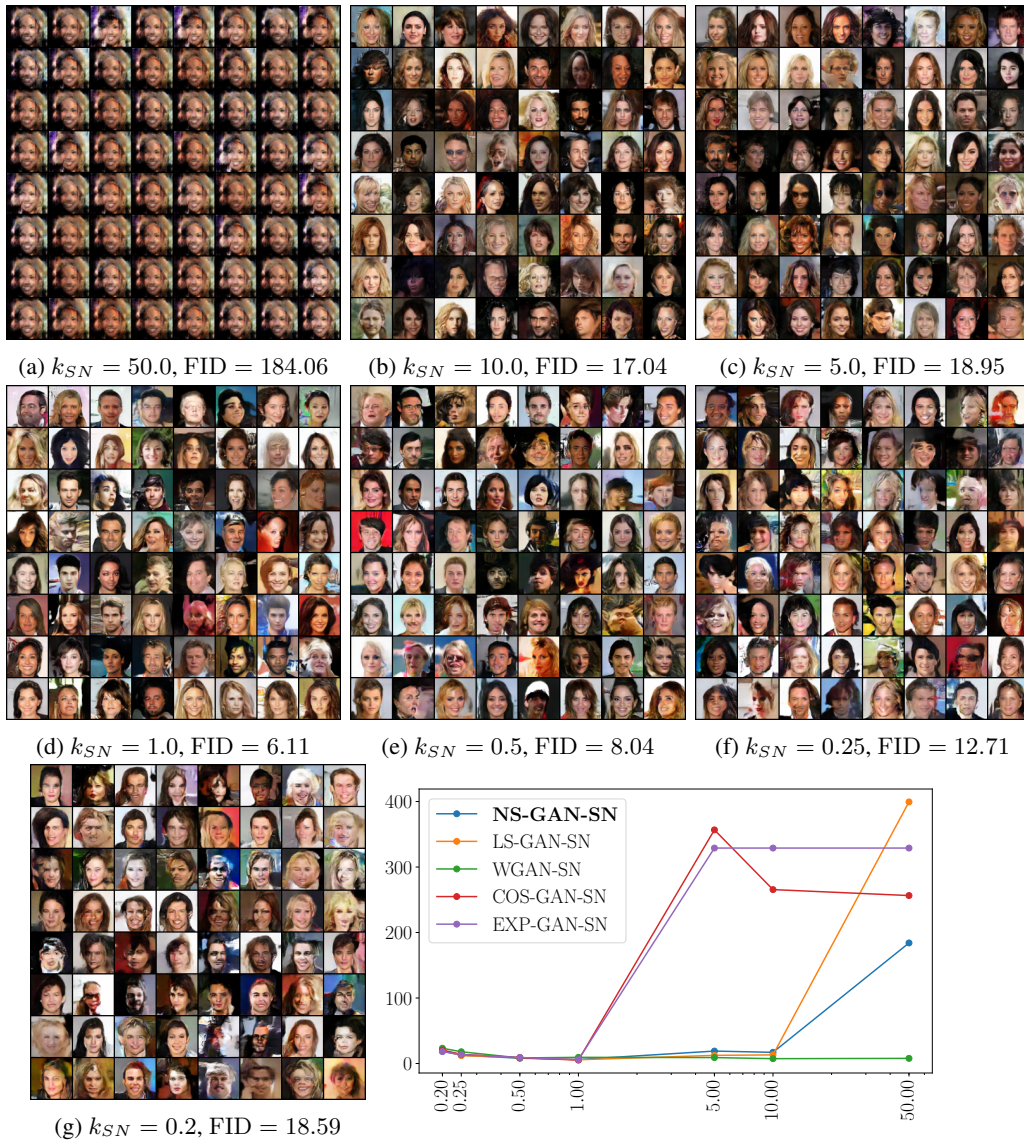 (a) k_{SN} = 50.0, FID = 184.06
(b) k_{SN} = 10.0, FID = 17.04
(c) k_{SN} = 5.0, FID = 18.95
(d) k_{SN} = 1.0, FID = 6.11
(e) k_{SN} = 0.5, FID = 8.04
(f) k_{SN} = 0.25, FID = 12.71
(g) k_{SN} = 0.2, FID = 18.59
400
300
200
100
0
NS-GAN-SN
LS-GAN-SN
WGAN-SN
COS-GAN-SN
EXP-GAN-SN
0.20
0.25
0.50
1.00
5.00
10.00
50.00